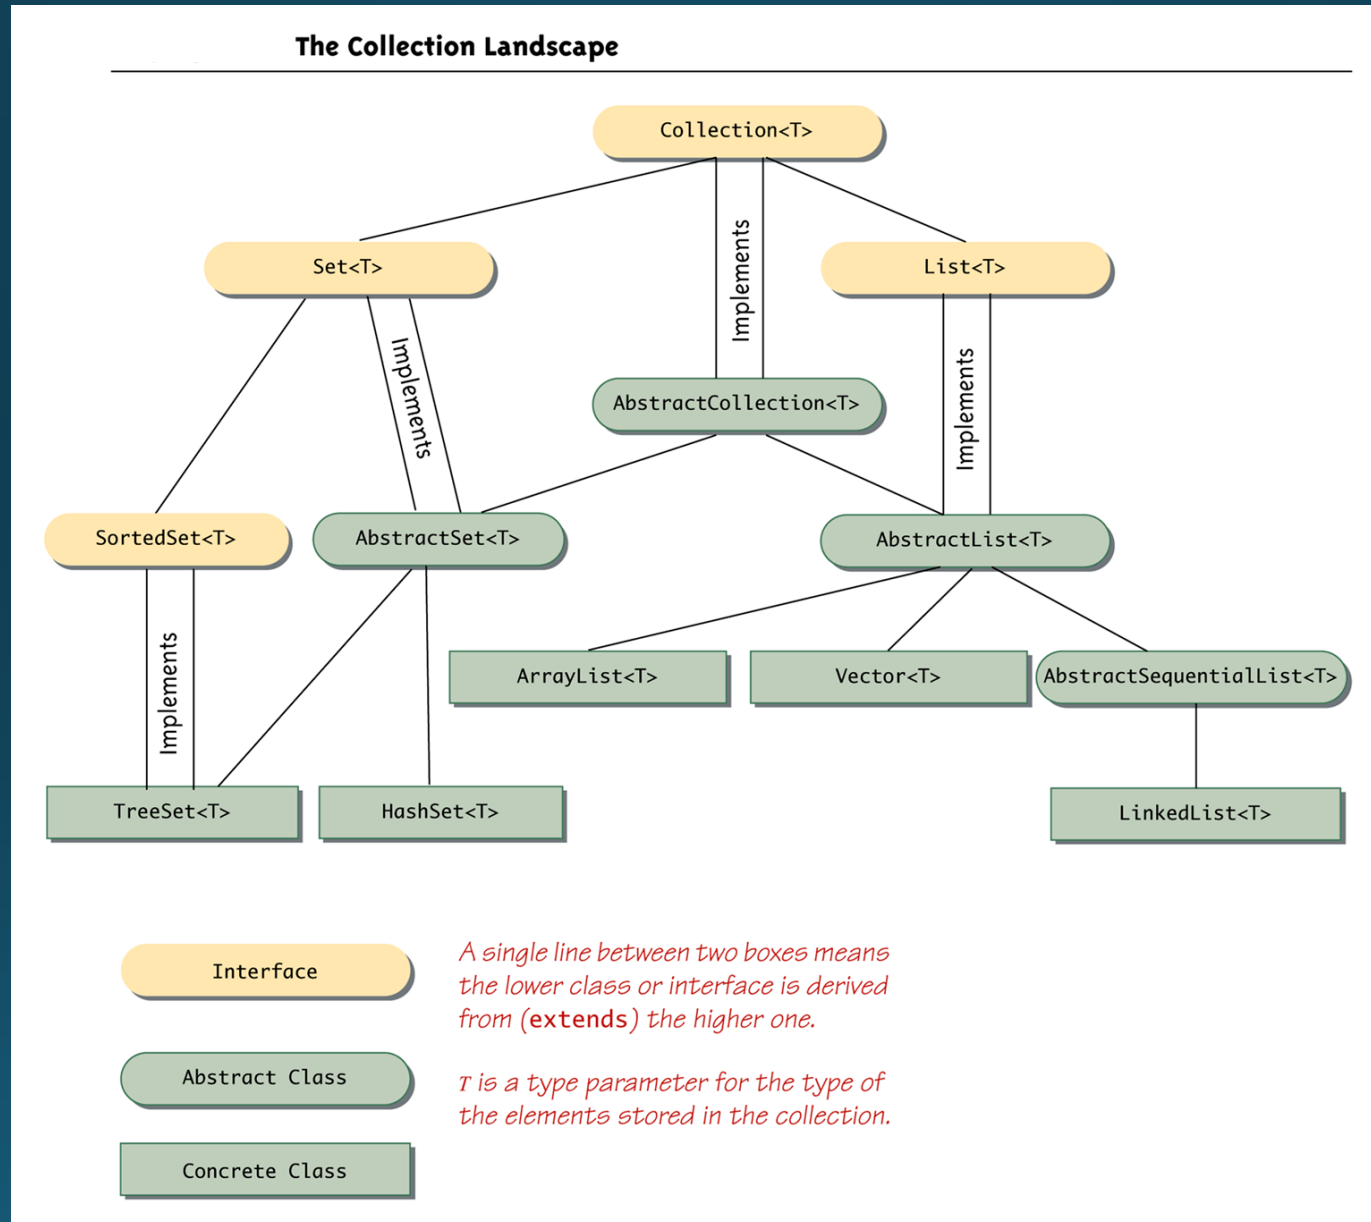 The Collection Landscape
Collection<T>
Implements
Set<T>
List<T>
Implements
Implements
AbstractCollection<T>
SortedSet<T>
AbstractSet<T>
AbstractList<T>
Implements
ArrayList<T>
Vector<T>
AbstractSequentialList<T>
TreeSet<T>
HashSet<T>
LinkedList<T>
Interface
Abstract Class
Concrete Class
A single line between two boxes means
the lower class or interface is derived
from (extends) the higher one.
T is a type parameter for the type of
the elements stored in the collection.